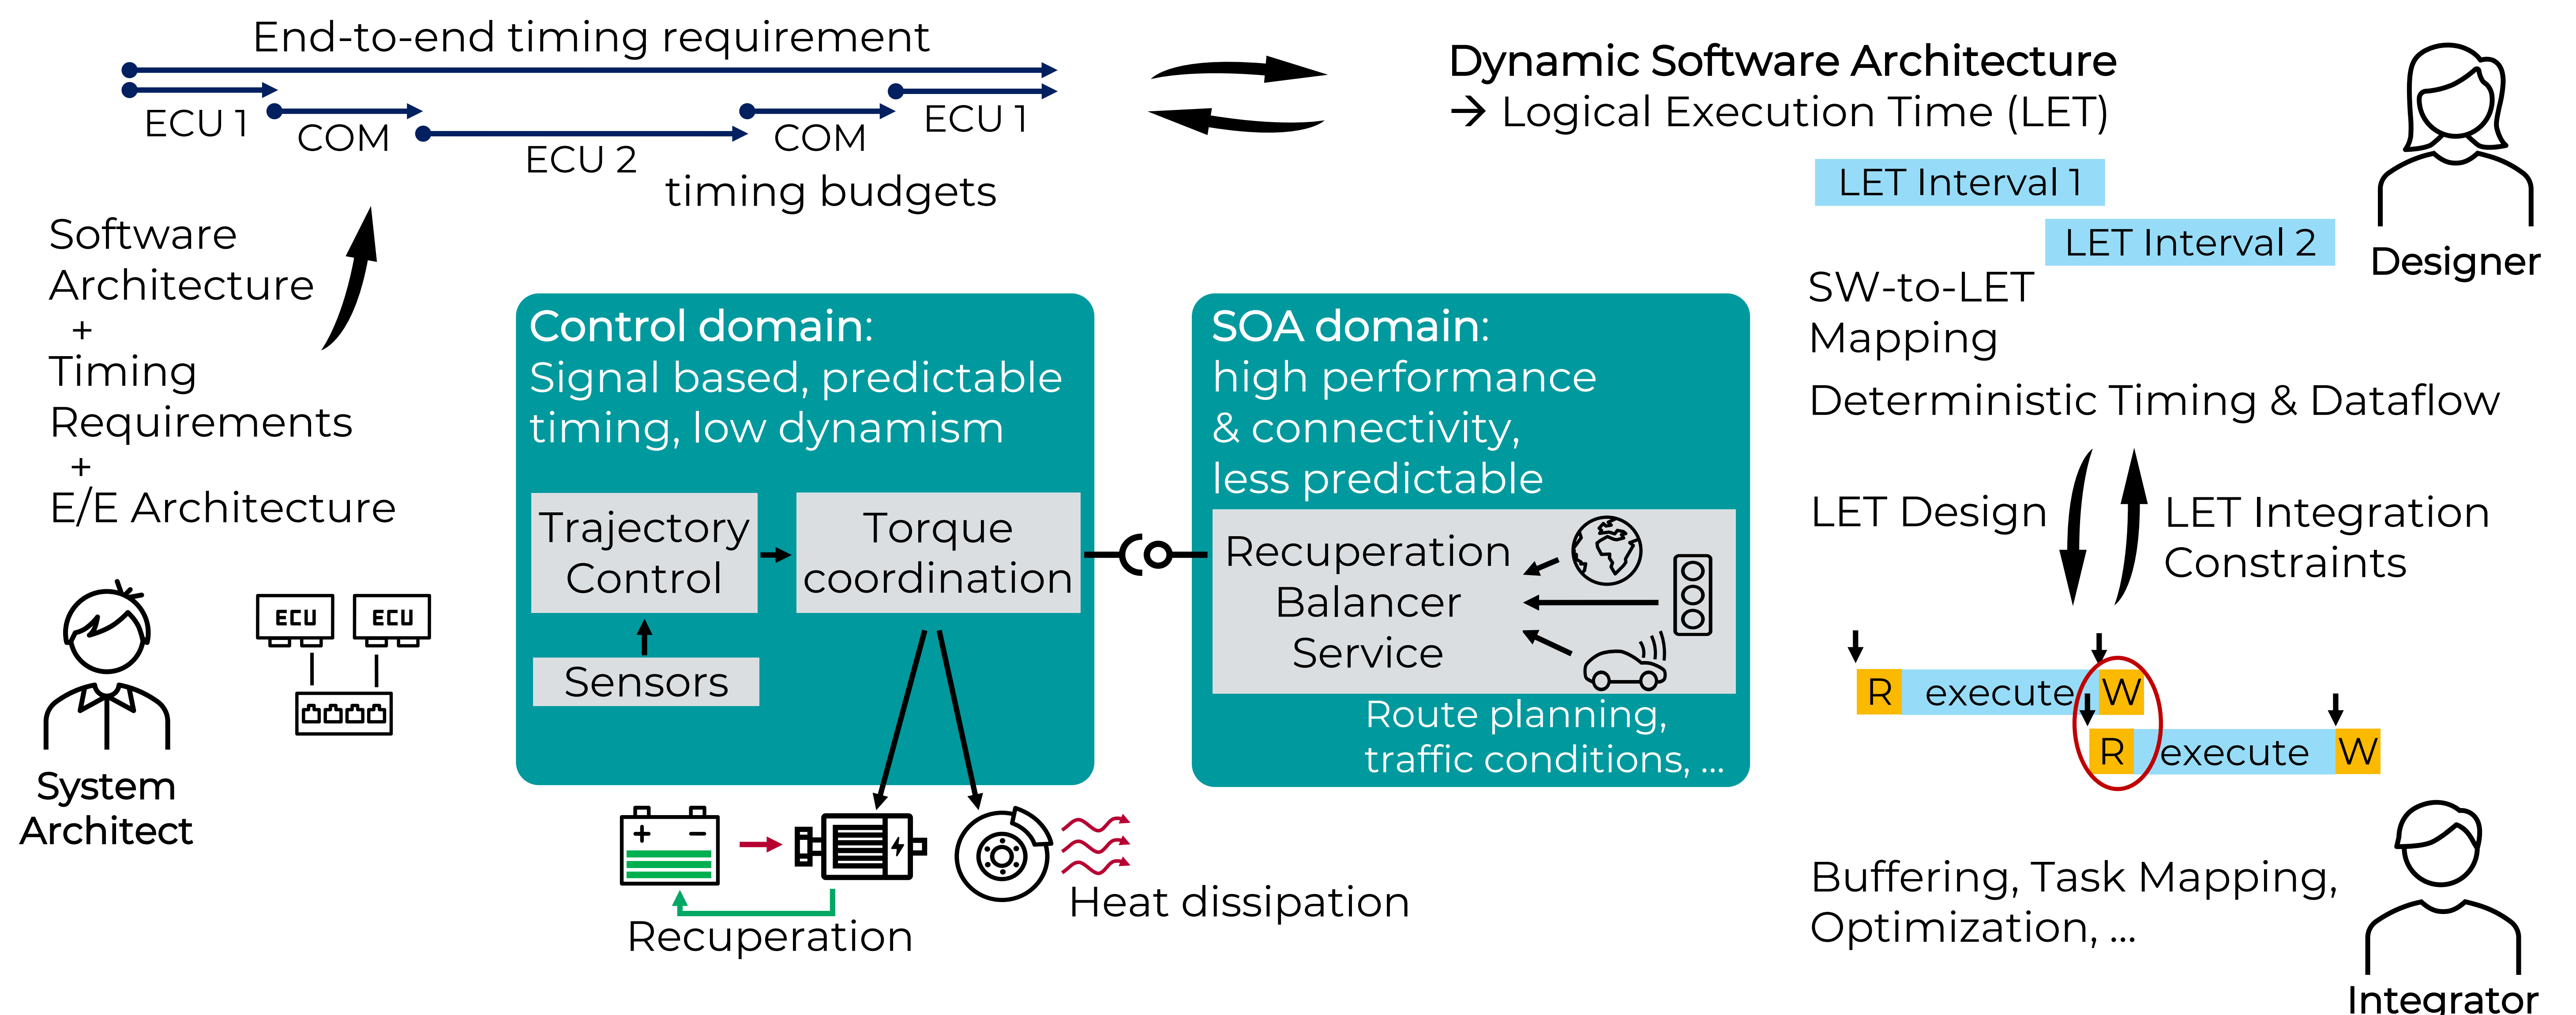 End-to-end timing requirement
ECU 1
COM
ECU 2
COM
ECU 1
timing budgets
Software
Architecture
+
Timing
Requirements
+
E/E Architecture
ECU
ECU
System
Architect
Control domain:
Signal based, predictable
timing, low dynamism
Trajectory
Control
Torque
coordination
Sensors
+ −
Recuperation
Heat dissipation
SOA domain:
high performance
& connectivity,
less predictable
Recuperation
Balancer
Service
Route planning,
traffic conditions, ...
Dynamic Software Architecture
→ Logical Execution Time (LET)
LET Interval 1
LET Interval 2
Designer
SW-to-LET
Mapping
Deterministic Timing & Dataflow
LET Design
LET Integration
Constraints
R execute W
R execute W
Buffering, Task Mapping,
Optimization, ...
Integrator